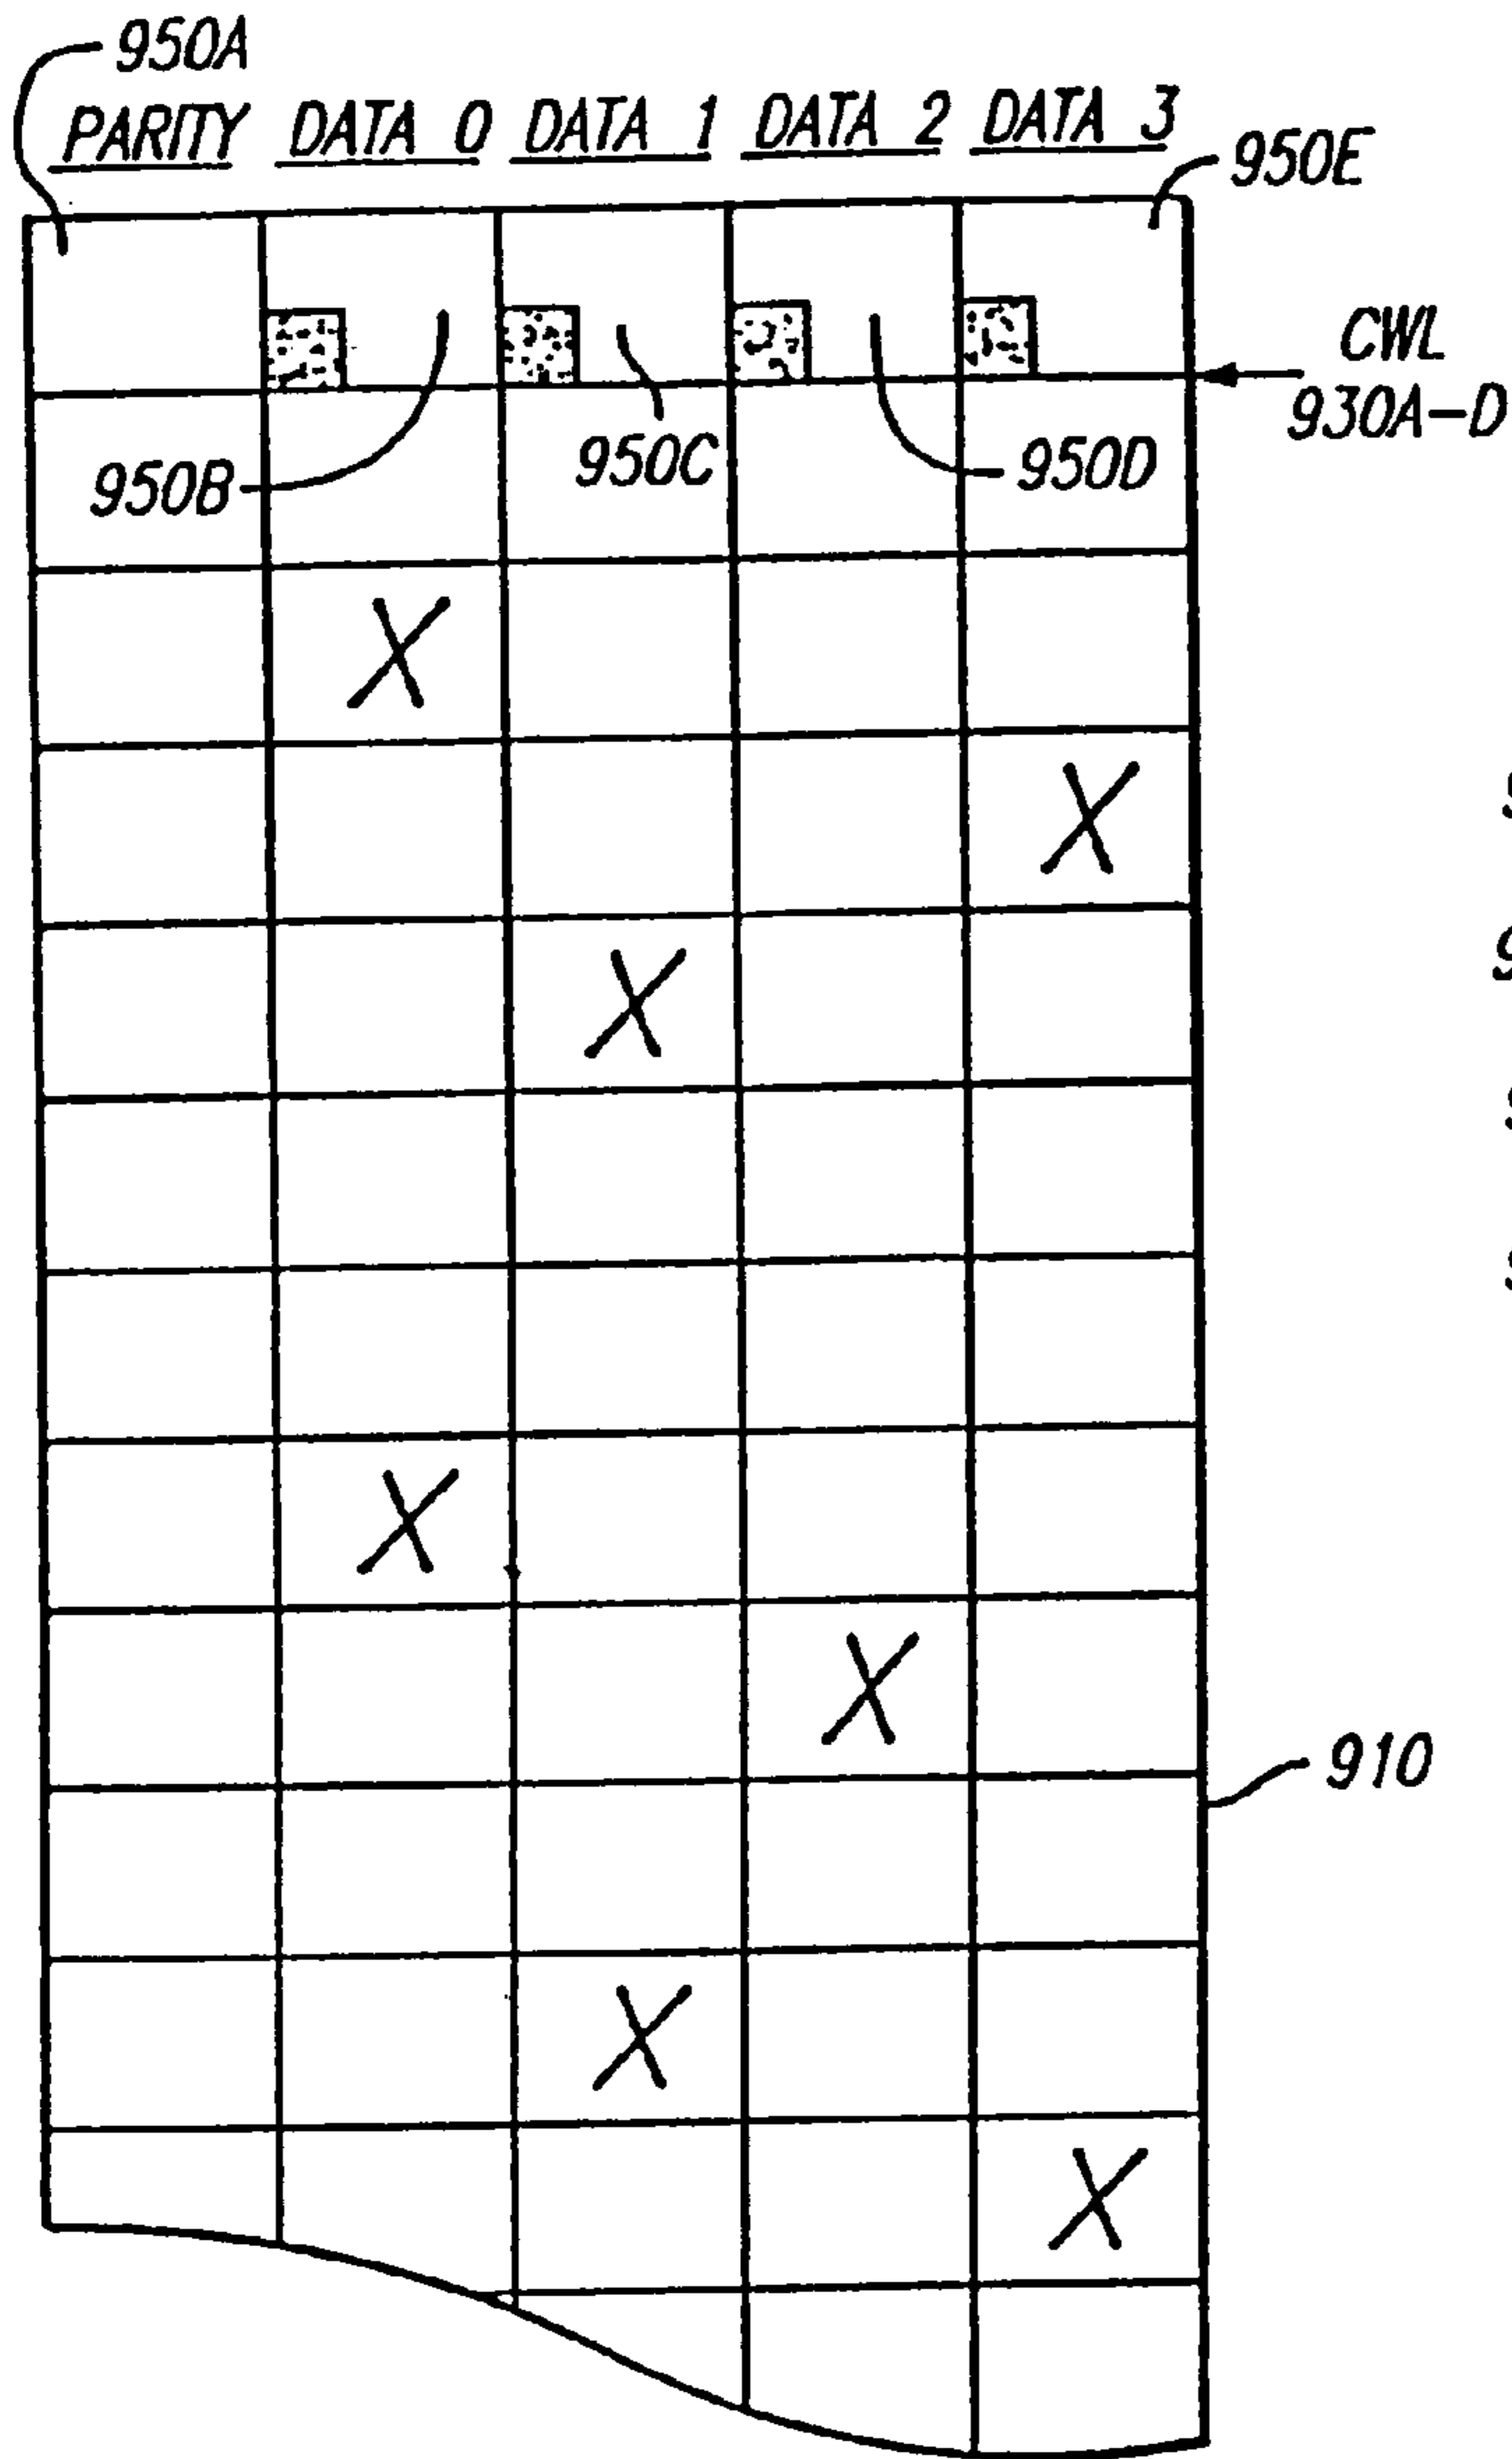 950A
PARITY DATA 0 DATA 1 DATA 2 DATA 3
950E
CWL
930A-D
950B
950C
950D
X
X
X
X
X
910
X
X